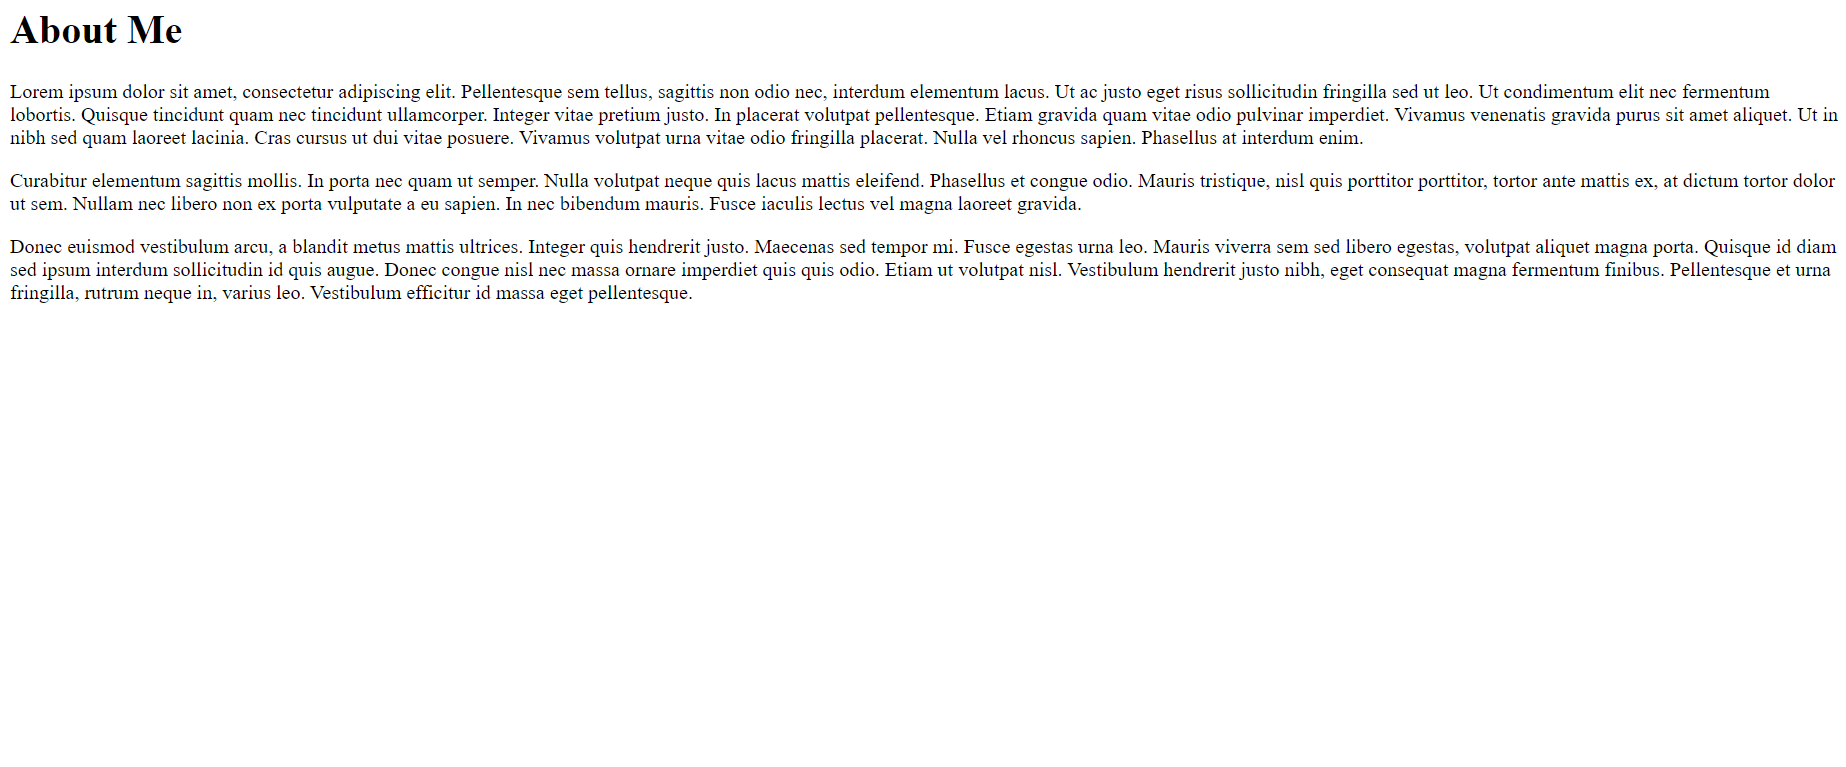 About Me
Lorem ipsum dolor sit amet, consectetur adipiscing elit. Pellentesque sem tellus, sagittis non odio nec, interdum elementum lacus. Ut ac justo eget risus sollicitudin fringilla sed ut leo. Ut condimentum elit nec fermentum
lobortis. Quisque tincidunt quam nec tincidunt ullamcorper. Integer vitae pretium justo. In placerat volutpat pellentesque. Etiam gravida quam vitae odio pulvinar imperdiet. Vivamus venenatis gravida purus sit amet aliquet. Ut in
nibh sed quam laoreet lacinia. Cras cursus ut dui vitae posuere. Vivamus volutpat urna vitae odio fringilla placerat. Nulla vel rhoncus sapien. Phasellus at interdum enim.
Curabitur elementum sagittis mollis. In porta nec quam ut semper. Nulla volutpat neque quis lacus mattis eleifend. Phasellus et congue odio. Mauris tristique, nisl quis porttitor porttitor, tortor ante mattis ex, at dictum tortor dolor
ut sem. Nullam nec libero non ex porta vulputate a eu sapien. In nec bibendum mauris. Fusce iaculis lectus vel magna laoreet gravida.
Donec euismod vestibulum arcu, a blandit metus mattis ultrices. Integer quis hendrerit justo. Maecenas sed tempor mi. Fusce egestas urna leo. Mauris viverra sem sed libero egestas, volutpat aliquet magna porta. Quisque id diam
sed ipsum interdum sollicitudin id quis augue. Donec congue nisl nec massa ornare imperdiet quis quis odio. Etiam ut volutpat nisl. Vestibulum hendrerit justo nibh, eget consequat magna fermentum finibus. Pellentesque et urna
fringilla, rutrum neque in, varius leo. Vestibulum efficitur id massa eget pellentesque.